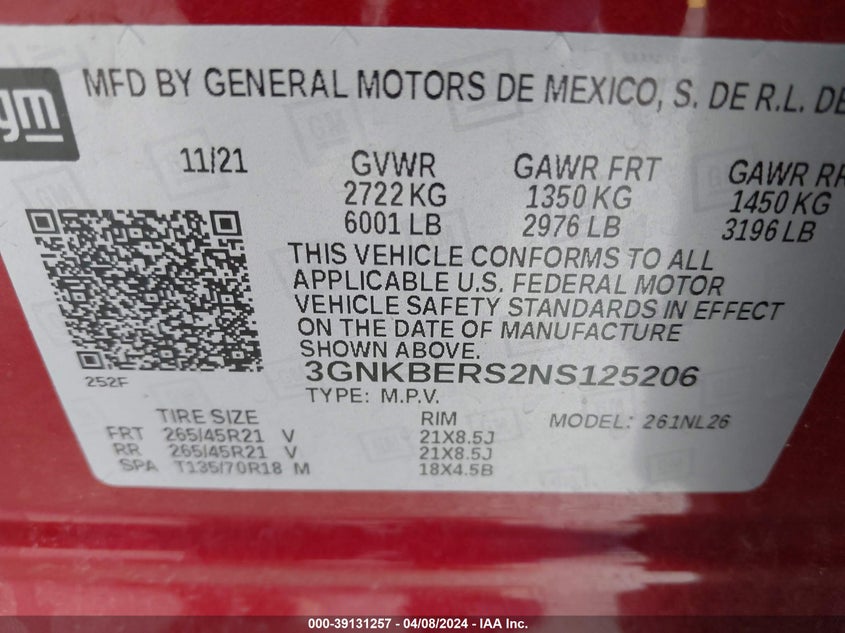 gm
MFD BY GENERAL MOTORS DE MEXICO, S. DE R.L. DE
11/21 GVWR GAWR FRT GAWR RR
2722 KG 1350 KG 1450 KG
6001 LB 2976 LB 3196 LB
THIS VEHICLE CONFORMS TO ALL
APPLICABLE U.S. FEDERAL MOTOR
VEHICLE SAFETY STANDARDS IN EFFECT
ON THE DATE OF MANUFACTURE
SHOWN ABOVE.
252F
3GNKBERS2NS125206
TYPE: M.P.V.
TIRE SIZE RIM MODEL: 261NL26
FRT 265/45R21 V 21X8.5J
RR 265/45R21 V 21X8.5J
SPA T135/70R18 M 18X4.5B
000-39131257 - 04/08/2024 - IAA Inc.